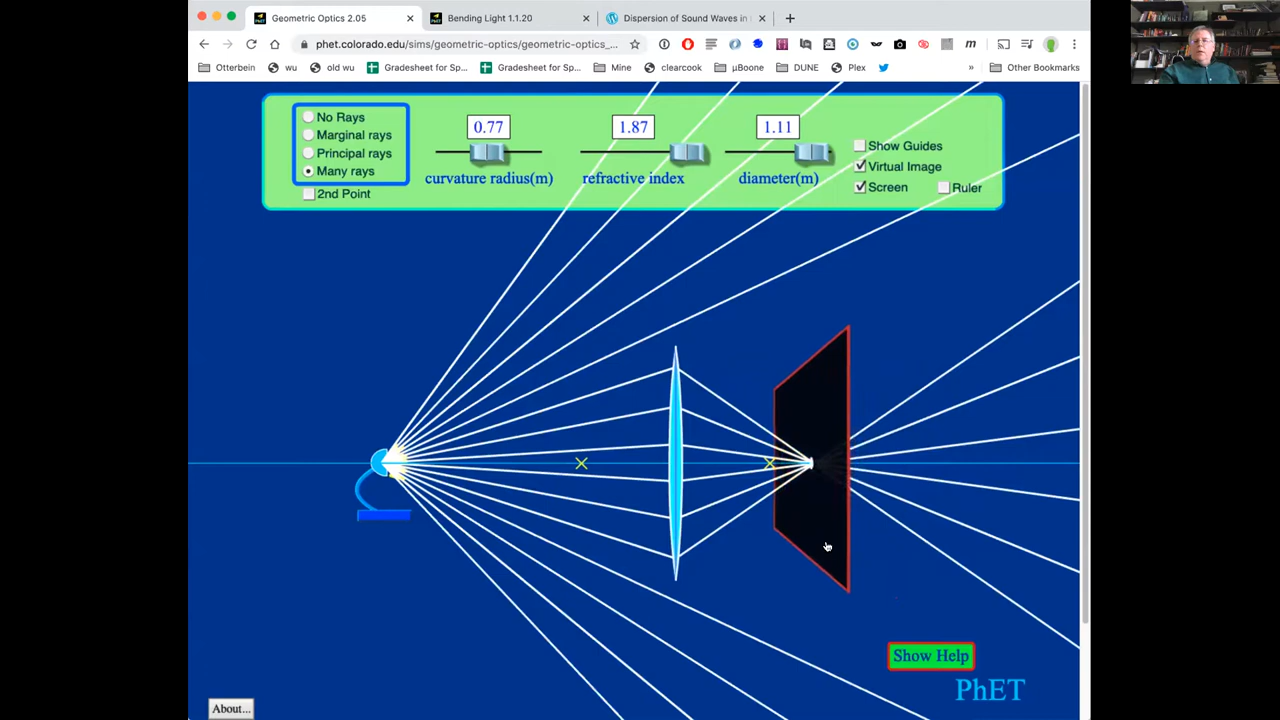 Geometric Optics 2.05
Bending Light 1.1.20
Dispersion of Sound Waves in
phet.colorado.edu/sims/geometric-optics/geometric-optics_...
Otterbein
wu
old wu
Gradesheet for Sp...
Gradesheet for Sp...
Mine
clearcook
μBoone
DUNE
Plex
»
Other Bookmarks
No Rays
Marginal rays
Principal rays
Many rays
2nd Point
0.77
curvature radius(m)
1.87
refractive index
1.11
diameter(m)
Show Guides
Virtual Image
Screen
Ruler
Show Help
PhET
About...